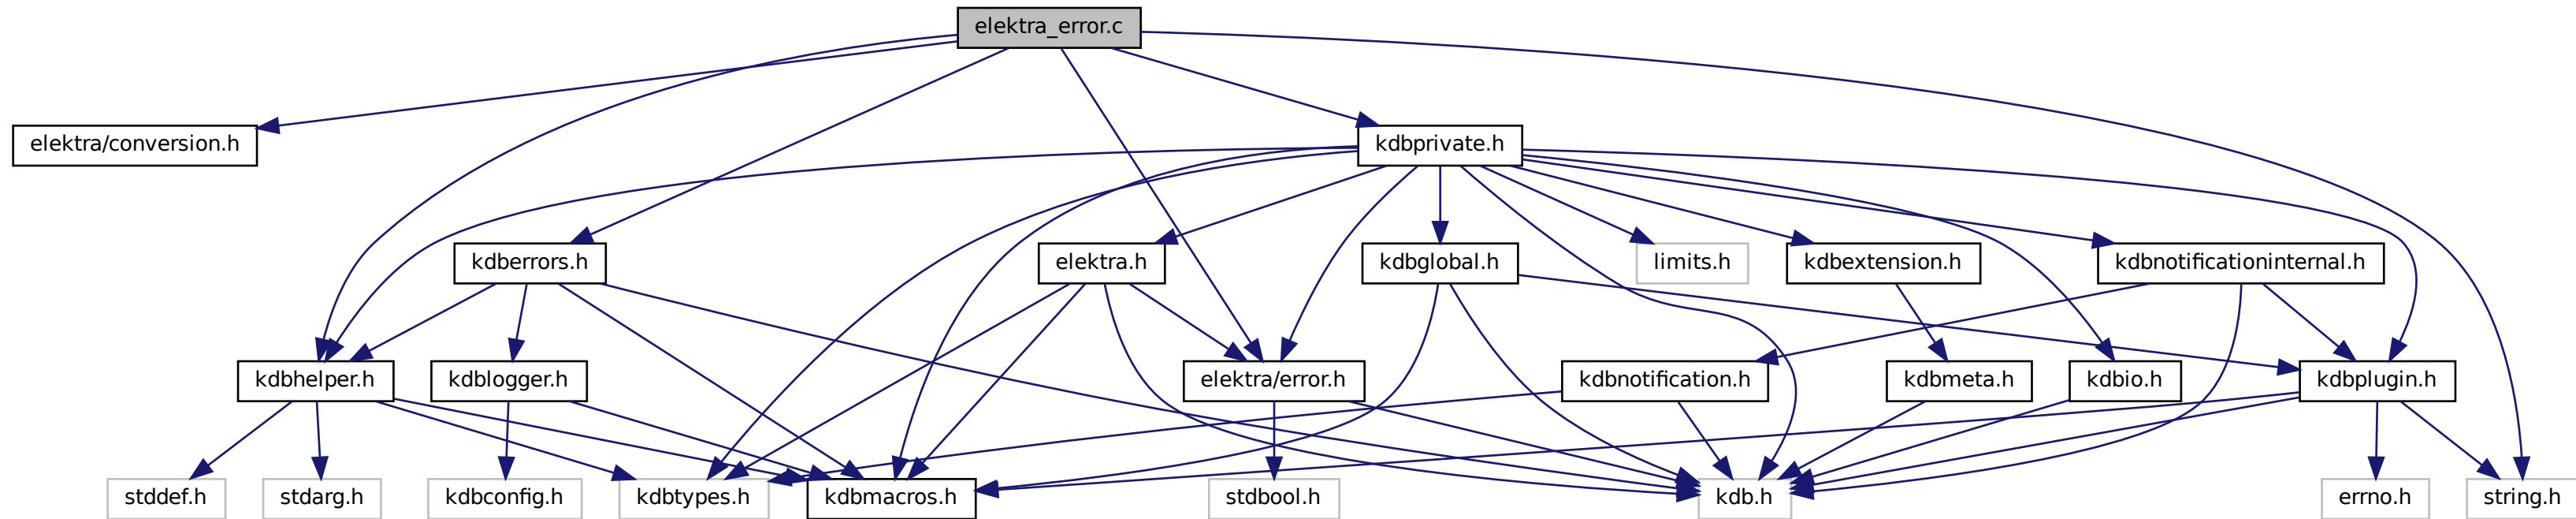 elektra_error.c
elektra/conversion.h
kdbprivate.h
kdberrors.h
elektra.h
kdbglobal.h
limits.h
kdbextension.h
kdbnotificationinternal.h
kdbhelper.h
kdblogger.h
elektra/error.h
kdbnotification.h
kdbmeta.h
kdbio.h
kdbplugin.h
stddef.h
stdarg.h
kdbconfig.h
kdbtypes.h
kdbmacros.h
stdbool.h
kdb.h
errno.h
string.h